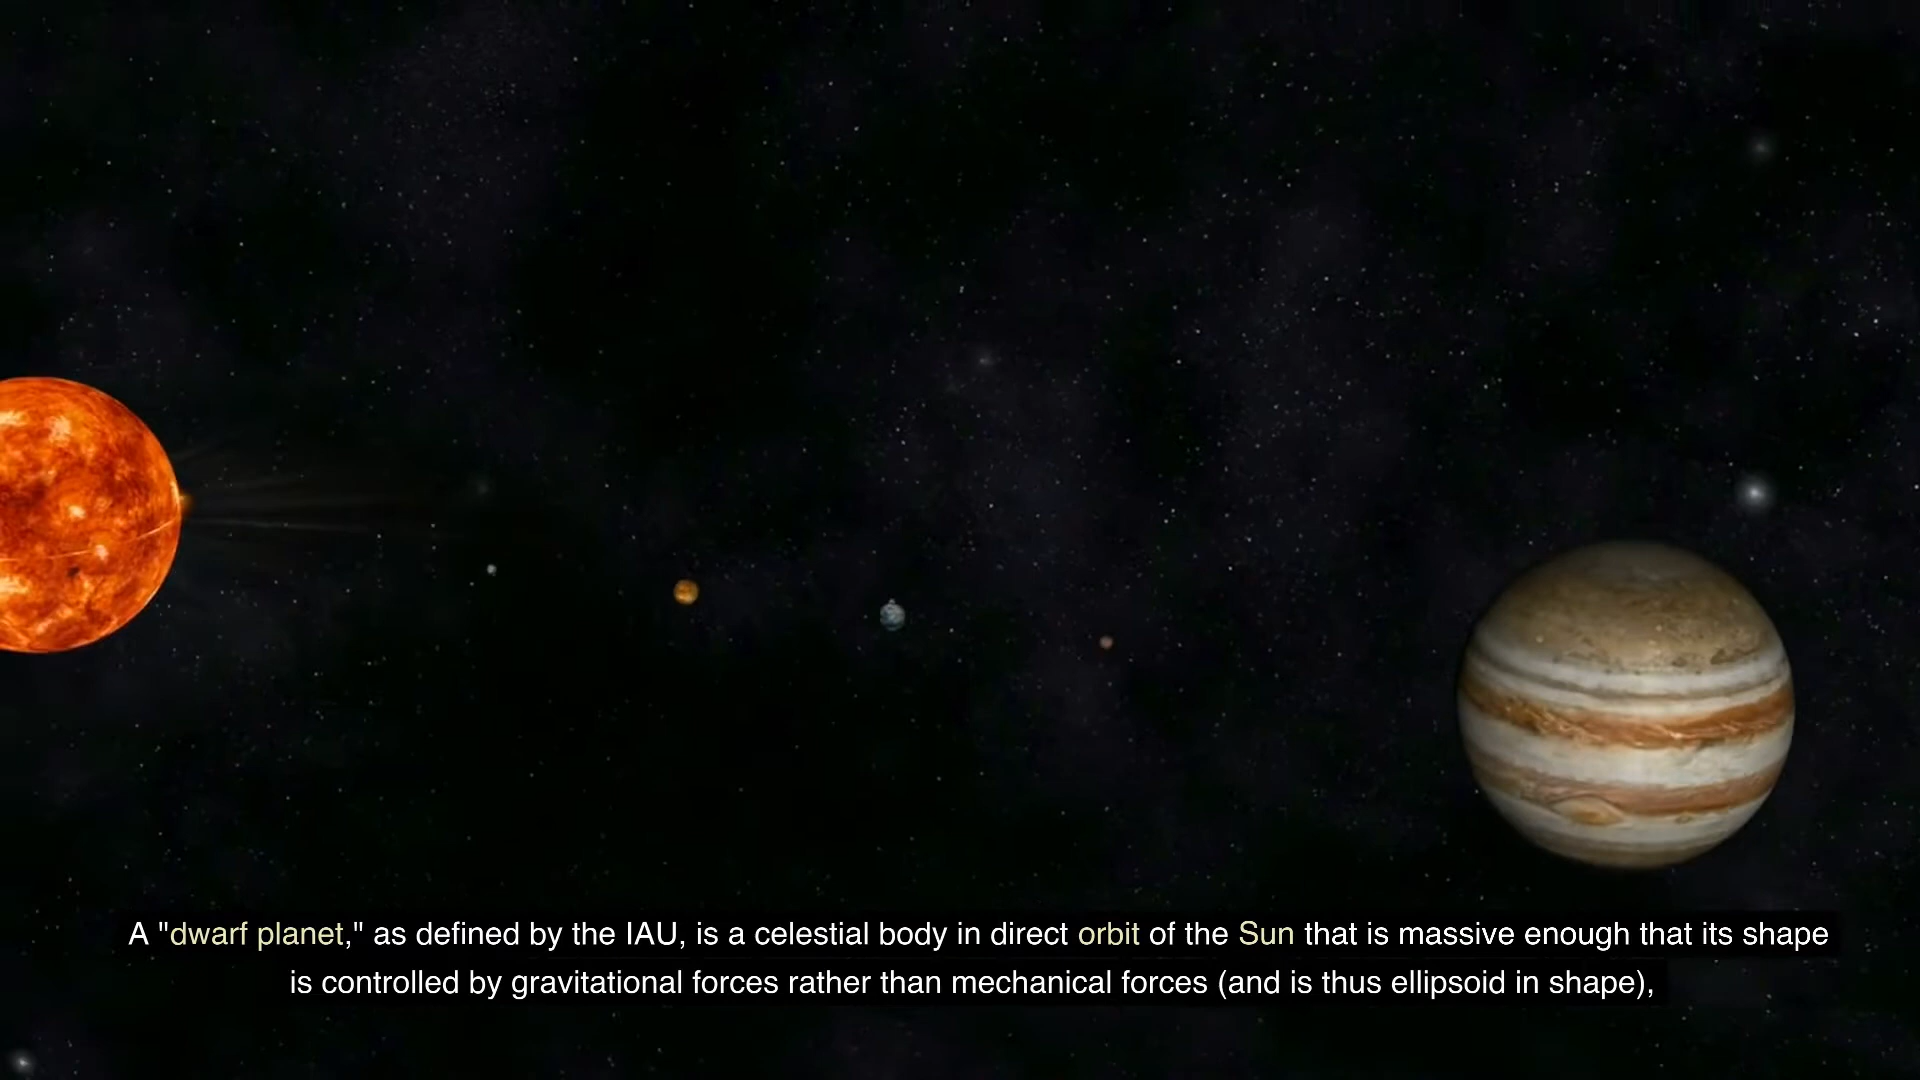 A "dwarf planet," as defined by the IAU, is a celestial body in direct orbit of the Sun that is massive enough that its shape
is controlled by gravitational forces rather than mechanical forces (and is thus ellipsoid in shape),